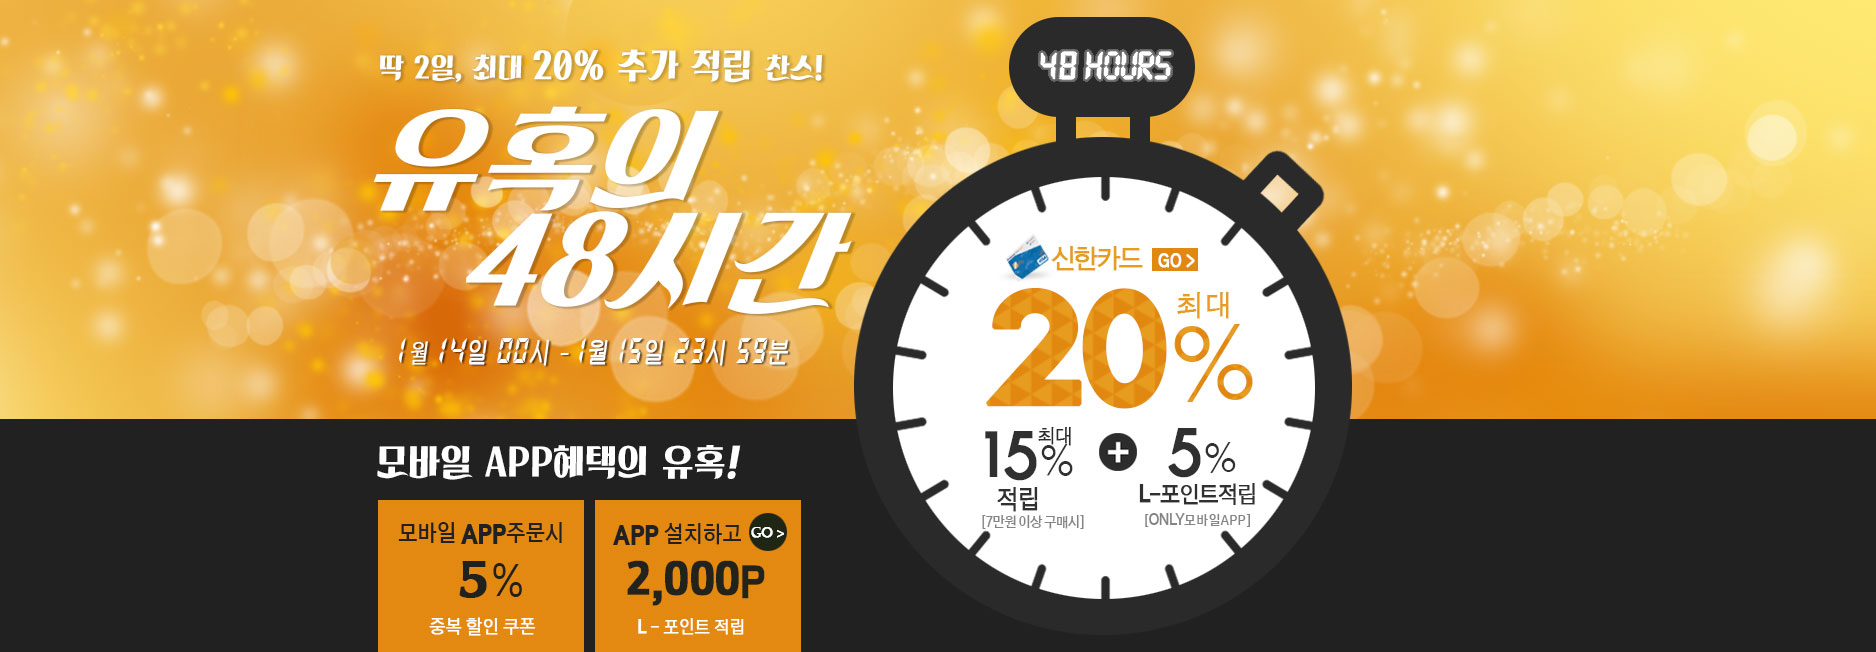 딱 2일, 최대 20% 추가 적립 찬스!
유혹의
48시간
1월 14일 00시 - 1월 15일 23시 59분
48 HOURS
신한카드 GO >
최대
20%
최대
15%
적립
[7만원 이상 구매시]
+
5%
L-포인트적립
[ONLY모바일APP]
모바일 APP혜택의 유혹!
모바일 APP주문시
5%
중복 할인 쿠폰
APP 설치하고 GO >
2,000P
L - 포인트 적립